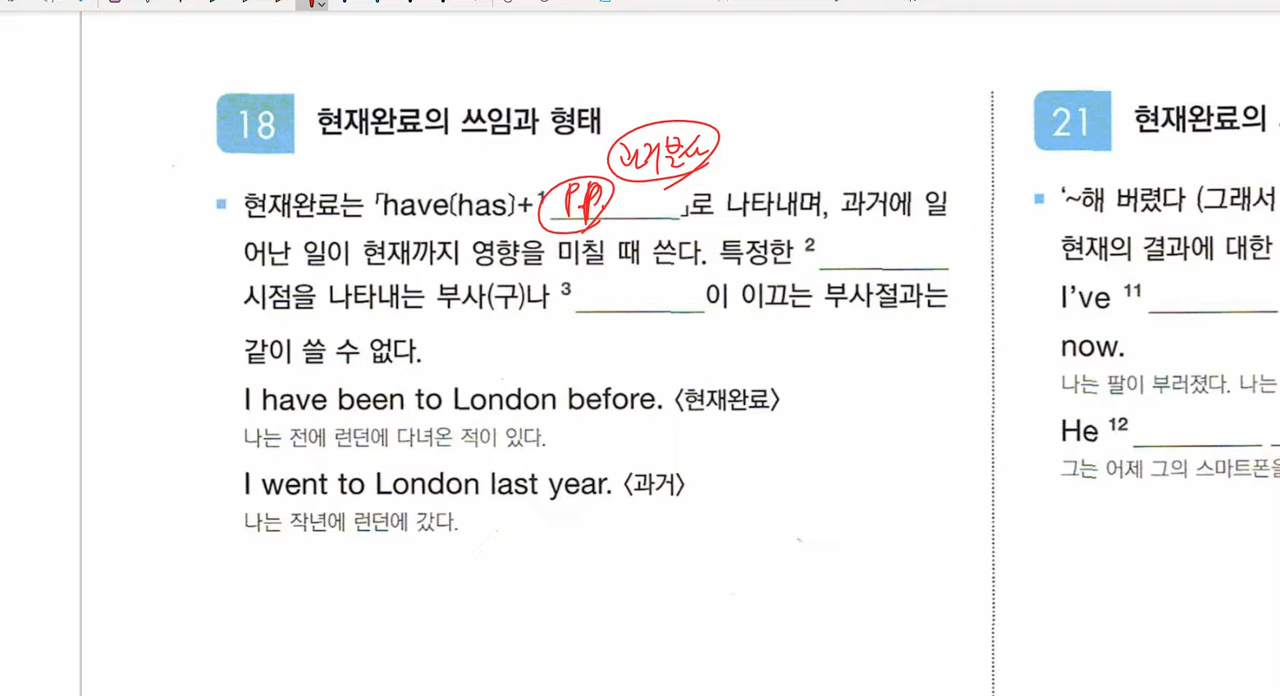 18 현재완료의 쓰임과 형태
과거분사
현재완료는 「have(has)+ 1 p.p. 」로 나타내며, 과거에 일
어난 일이 현재까지 영향을 미칠 때 쓴다. 특정한 2
시점을 나타내는 부사(구)나 3 이 이끄는 부사절과는
같이 쓸 수 없다.
I have been to London before. 〈현재완료〉
나는 전에 런던에 다녀온 적이 있다.
I went to London last year. 〈과거〉
나는 작년에 런던에 갔다.
21 현재완료의
'~해 버렸다 (그래서
현재의 결과에 대한
I've 11
now.
나는 팔이 부러졌다. 나는
He 12
그는 어제 그의 스마트폰을